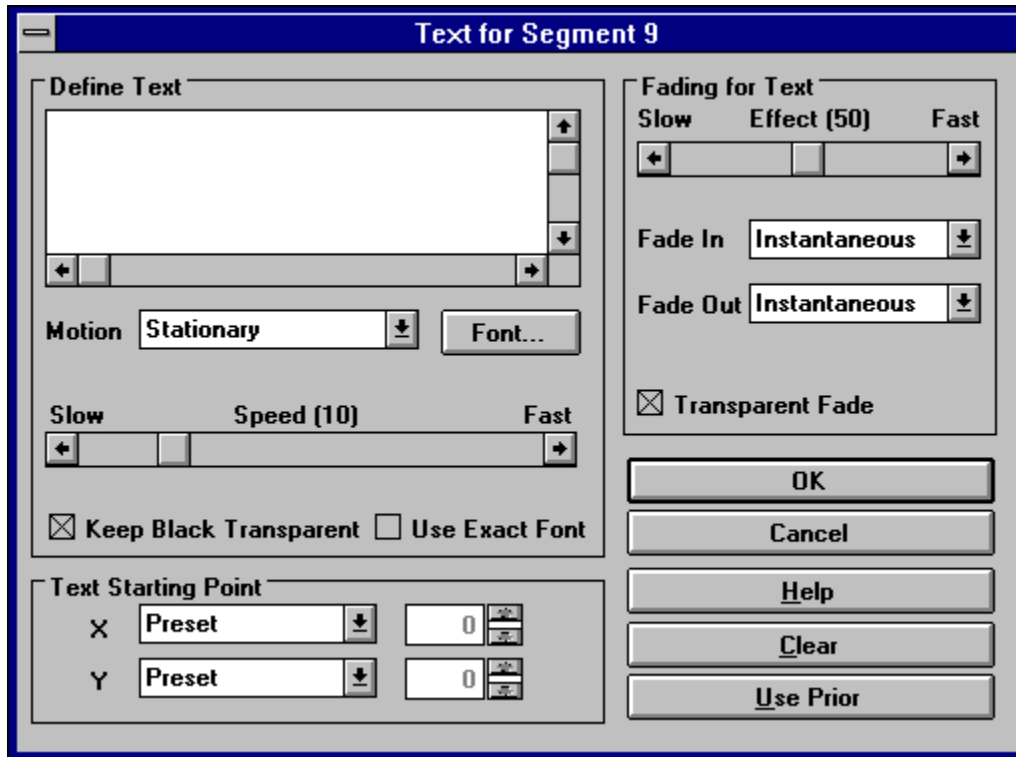 Text for Segment 9
Define Text
Motion Stationary Font...
Slow Speed (10) Fast
Keep Black Transparent Use Exact Font
Text Starting Point
X Preset 0
Y Preset 0
Fading for Text
Slow Effect (50) Fast
Fade In Instantaneous
Fade Out Instantaneous
Transparent Fade
OK
Cancel
Help
Clear
Use Prior